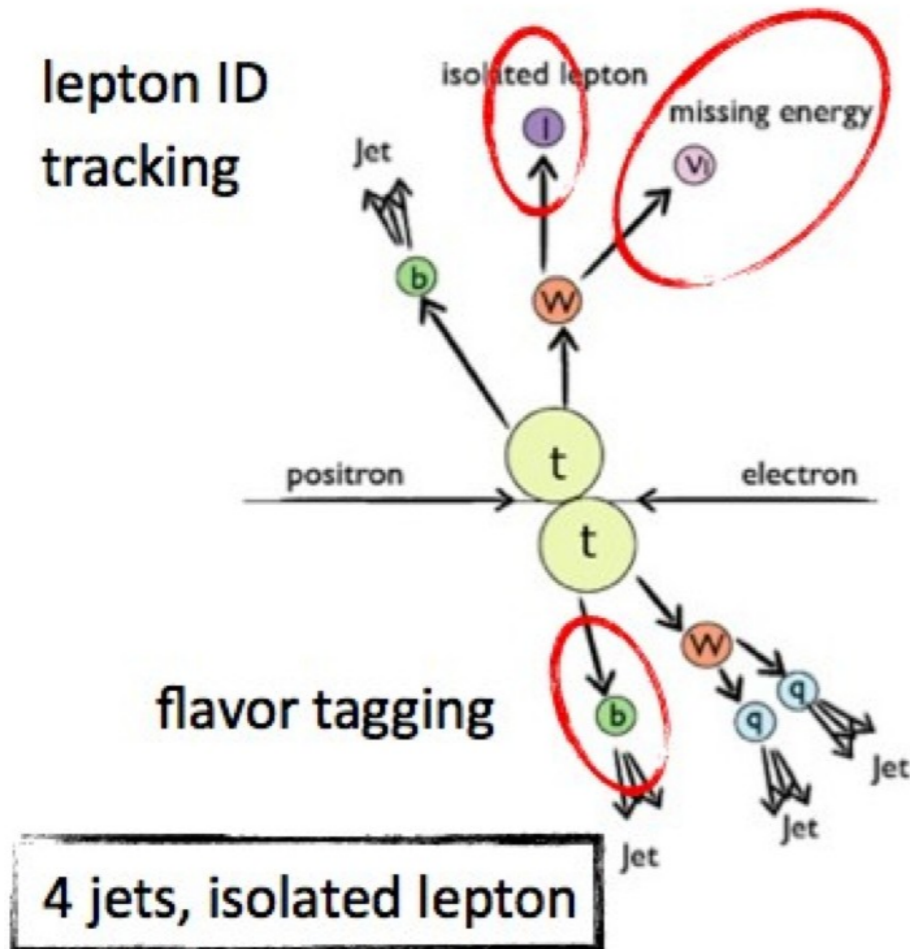 lepton ID
tracking
isolated lepton
missing energy
Jet
l
νl
b
W
t
positron
electron
t
W
flavor tagging
b
q
q
Jet
Jet
Jet
4 jets, isolated lepton